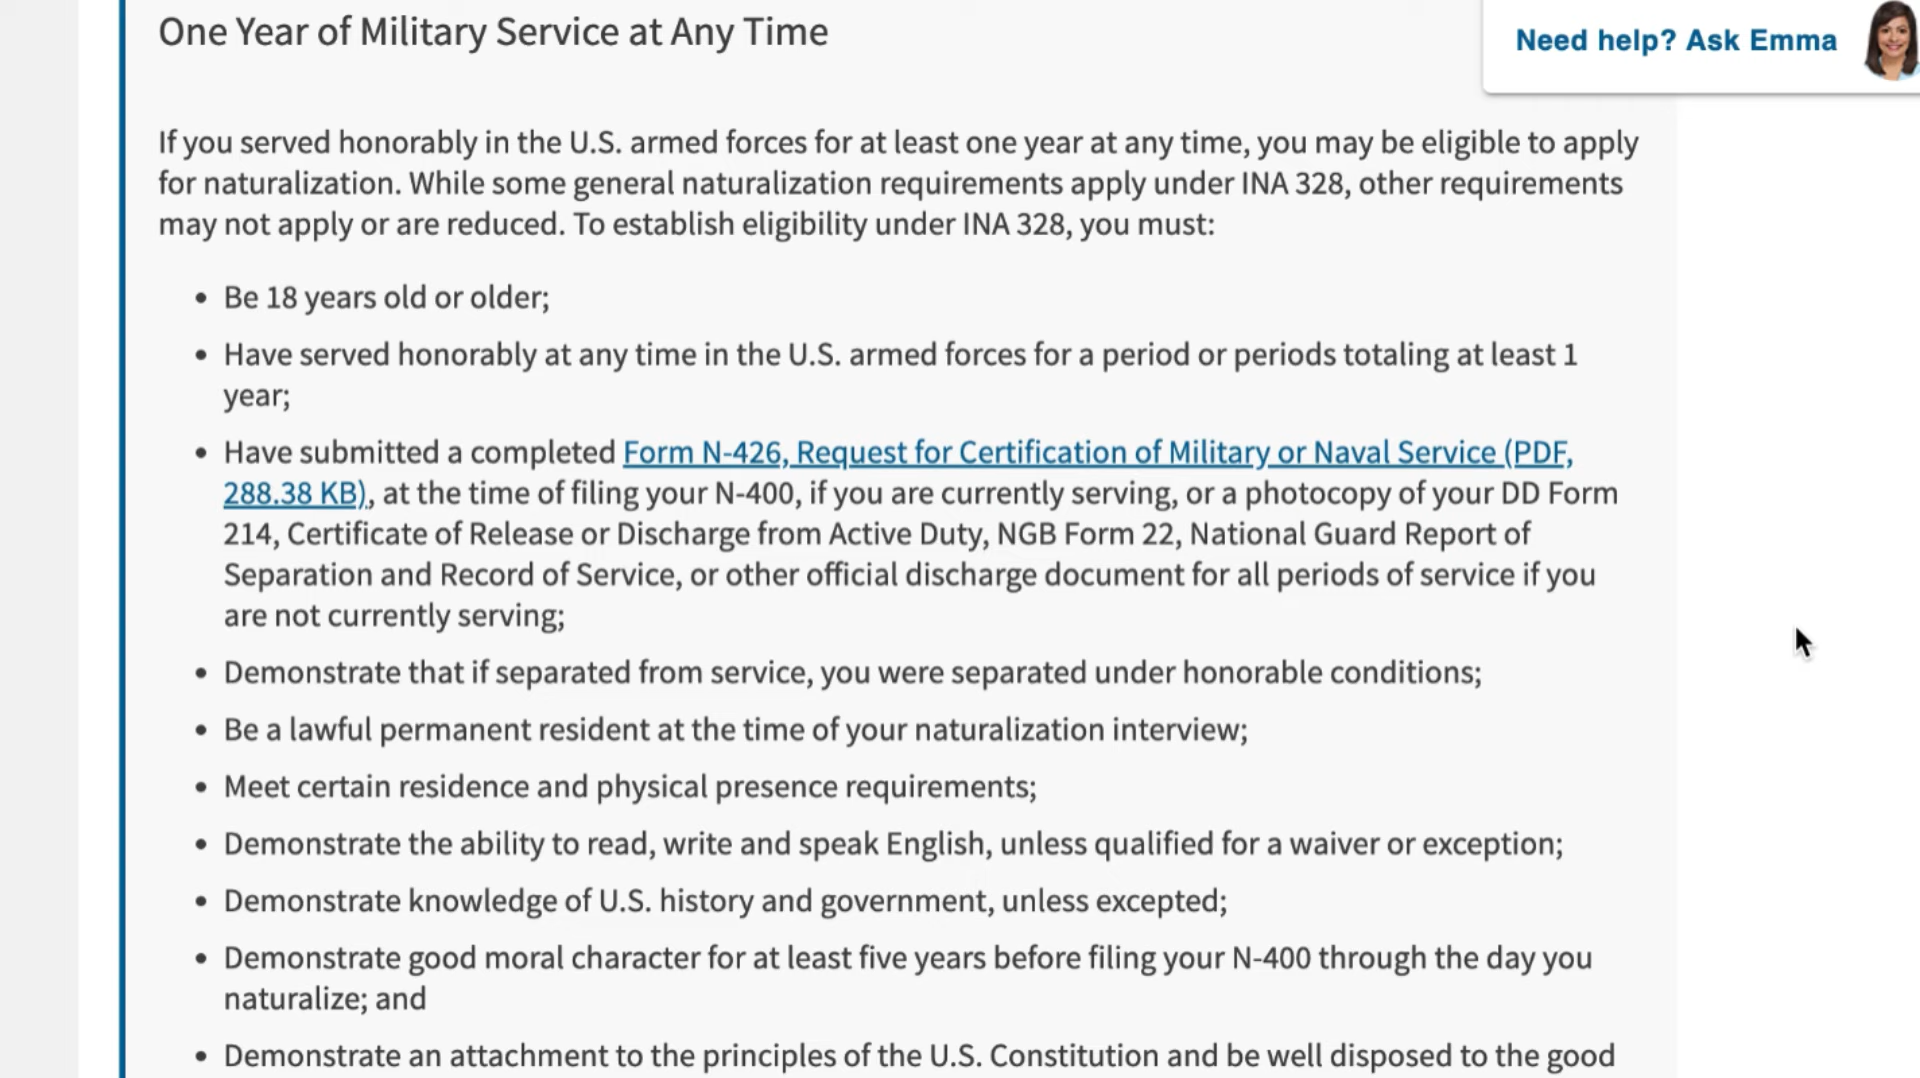 One Year of Military Service at Any Time
Need help? Ask Emma
If you served honorably in the U.S. armed forces for at least one year at any time, you may be eligible to apply
for naturalization. While some general naturalization requirements apply under INA 328, other requirements
may not apply or are reduced. To establish eligibility under INA 328, you must:
• Be 18 years old or older;
• Have served honorably at any time in the U.S. armed forces for a period or periods totaling at least 1
year;
• Have submitted a completed Form N-426, Request for Certification of Military or Naval Service (PDF,
288.38 KB), at the time of filing your N-400, if you are currently serving, or a photocopy of your DD Form
214, Certificate of Release or Discharge from Active Duty, NGB Form 22, National Guard Report of
Separation and Record of Service, or other official discharge document for all periods of service if you
are not currently serving;
• Demonstrate that if separated from service, you were separated under honorable conditions;
• Be a lawful permanent resident at the time of your naturalization interview;
• Meet certain residence and physical presence requirements;
• Demonstrate the ability to read, write and speak English, unless qualified for a waiver or exception;
• Demonstrate knowledge of U.S. history and government, unless excepted;
• Demonstrate good moral character for at least five years before filing your N-400 through the day you
naturalize; and
• Demonstrate an attachment to the principles of the U.S. Constitution and be well disposed to the good